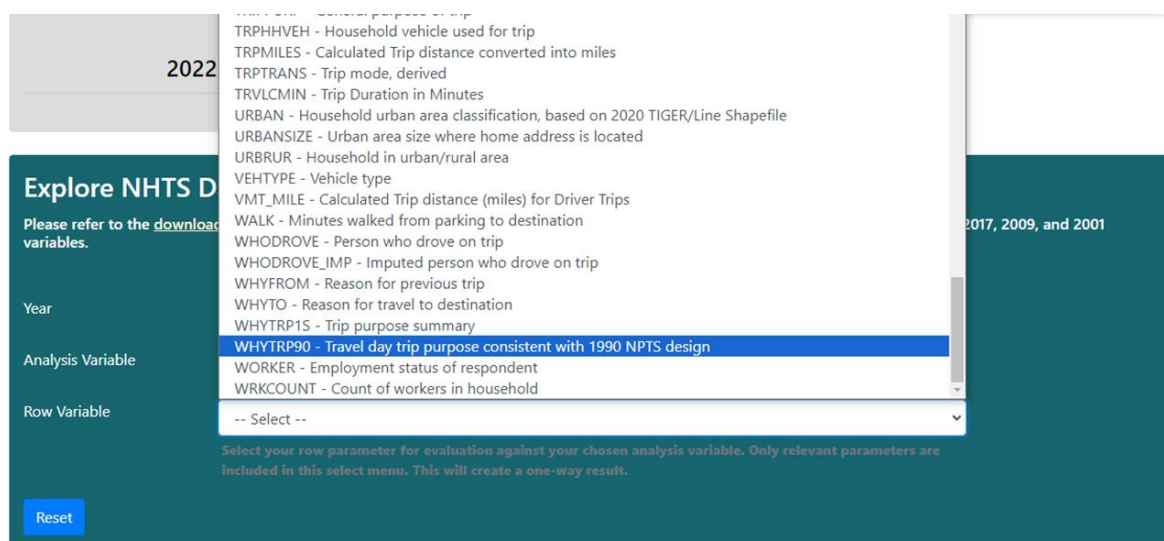 General purpose of trip
TRPHHVEH - Household vehicle used for trip
TRPMILES - Calculated Trip distance converted into miles
2022
TRPTRANS - Trip mode, derived
TRVLCMIN - Trip Duration in Minutes
URBAN - Household urban area classification, based on 2020 TIGER/Line Shapefile
URBANSIZE - Urban area size where home address is located
URBRUR - Household in urban/rural area
VEHTYPE - Vehicle type
Explore NHTS D
VMT_MILE - Calculated Trip distance (miles) for Driver Trips
WALK - Minutes walked from parking to destination
Please refer to the download
2017, 2009, and 2001
variables.
WHODROVE - Person who drove on trip
WHODROVE_IMP - Imputed person who drove on trip
WHYFROM - Reason for previous trip
Year
WHYTO - Reason for travel to destination
WHYTRP1S - Trip purpose summary
WHYTRP90 - Travel day trip purpose consistent with 1990 NPTS design
Analysis Variable
WORKER - Employment status of respondent
WRKCOUNT - Count of workers in household
Row Variable
-- Select --
Select your row parameter for evaluation against your chosen analysis variable. Only relevant parameters are
included in this select menu. This will create a one-way result.
Reset